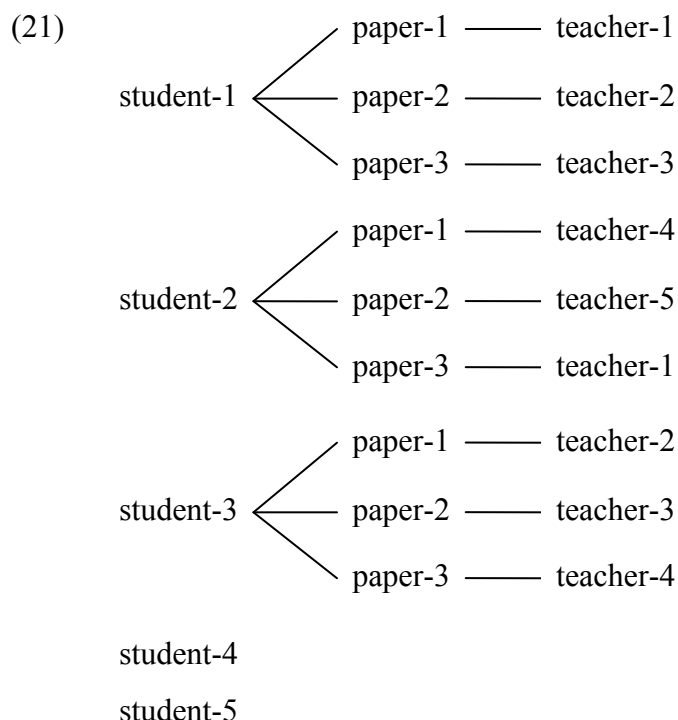 (21) paper-1 teacher-1
student-1 paper-2 teacher-2
paper-3 teacher-3
paper-1 teacher-4
student-2 paper-2 teacher-5
paper-3 teacher-1
paper-1 teacher-2
student-3 paper-2 teacher-3
paper-3 teacher-4
student-4
student-5